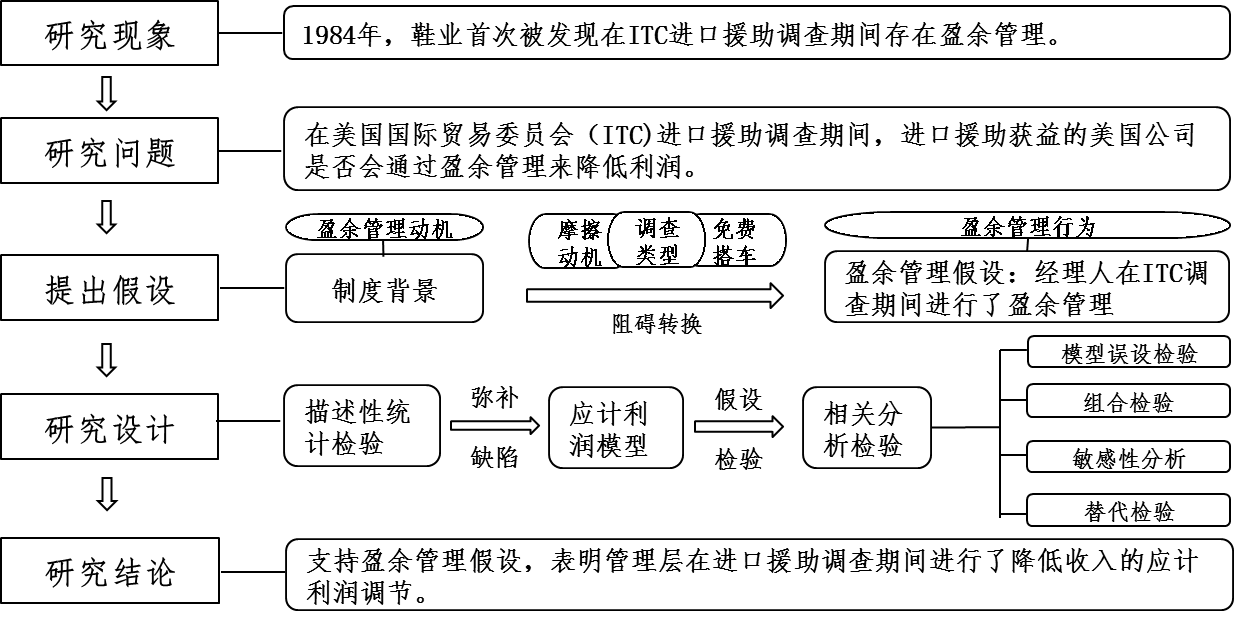 研究现象
1984年，鞋业首次被发现在ITC进口援助调查期间存在盈余管理。
研究问题
在美国国际贸易委员会（ITC)进口援助调查期间，进口援助获益的美国公司
是否会通过盈余管理来降低利润。
提出假设
盈余管理动机
制度背景
摩擦
动机
调查
类型
免费
搭车
阻碍转换
盈余管理行为
盈余管理假设：经理人在ITC调
查期间进行了盈余管理
研究设计
描述性统
计检验
弥补
缺陷
应计利
润模型
假设
检验
相关分
析检验
模型误设检验
组合检验
敏感性分析
替代检验
研究结论
支持盈余管理假设，表明管理层在进口援助调查期间进行了降低收入的应计
利润调节。